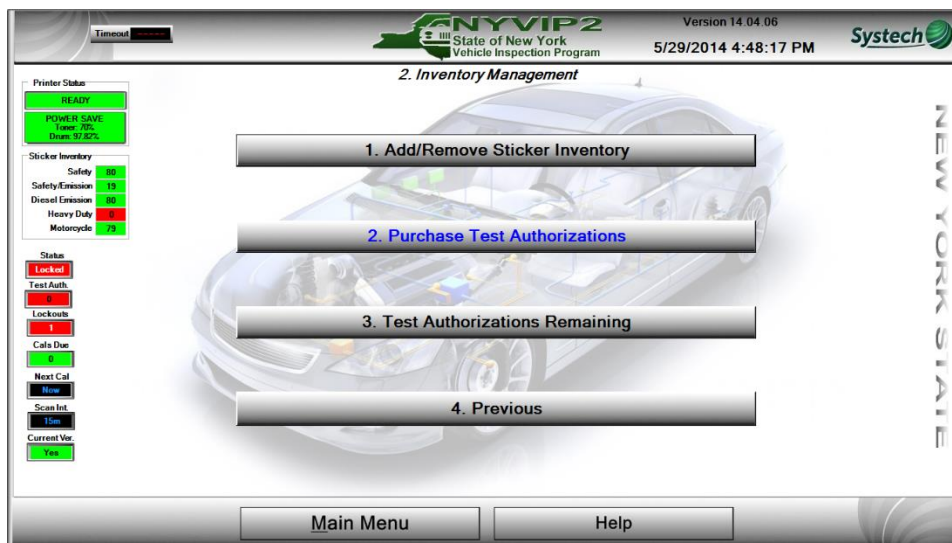 Timeout -----
NYVIP2
State of New York
Vehicle Inspection Program
Version 14.04.06
5/29/2014 4:48:17 PM
Systech
2. Inventory Management
Printer Status
READY
POWER SAVE
Toner: 70%
Drum: 97.82%
Sticker Inventory
Safety 80
Safety/Emission 19
Diesel Emission 80
Heavy Duty 0
Motorcycle 79
Status
Locked
Test Auth.
0
Lockouts
1
Cals Due
0
Next Cal
Now
Scan Int.
15m
Current Ver.
Yes
1. Add/Remove Sticker Inventory
2. Purchase Test Authorizations
3. Test Authorizations Remaining
4. Previous
NEW YORK STATE
Main Menu
Help